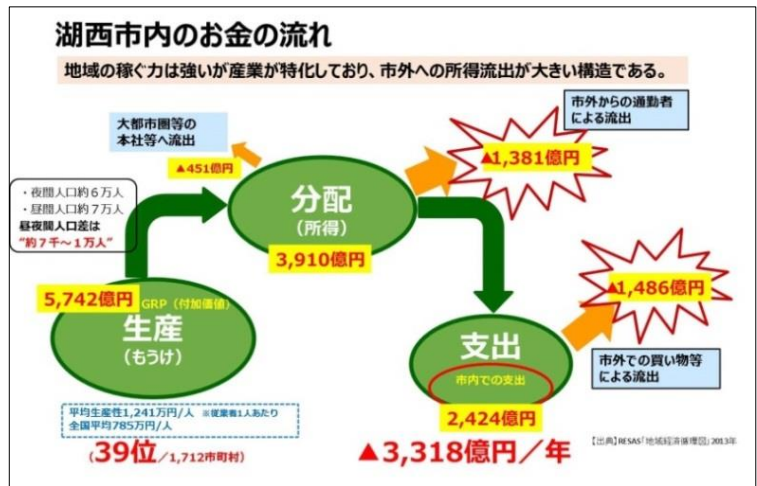 湖西市内のお金の流れ
地域の稼ぐ力は強いが産業が特化しており、市外への所得流出が大きい構造である。
大都市圏等の
本社等へ流出
▲451億円
市外からの通勤者
による流出
▲1,381億円
・夜間人口約6万人
・昼間人口約7万人
昼夜間人口差は
"約7千~1万人"
分配
(所得)
3,910億円
5,742億円
GRP(付加価値)
生産
(もうけ)
▲1,486億円
支出
市内での支出
2,424億円
市外での買い物等
による流出
平均生産性1,241万円/人 ※従業者1人あたり
全国平均785万円/人
(39位/1,712市町村)
▲3,318億円/年
【出典】RESAS「地域経済循環図」2013年